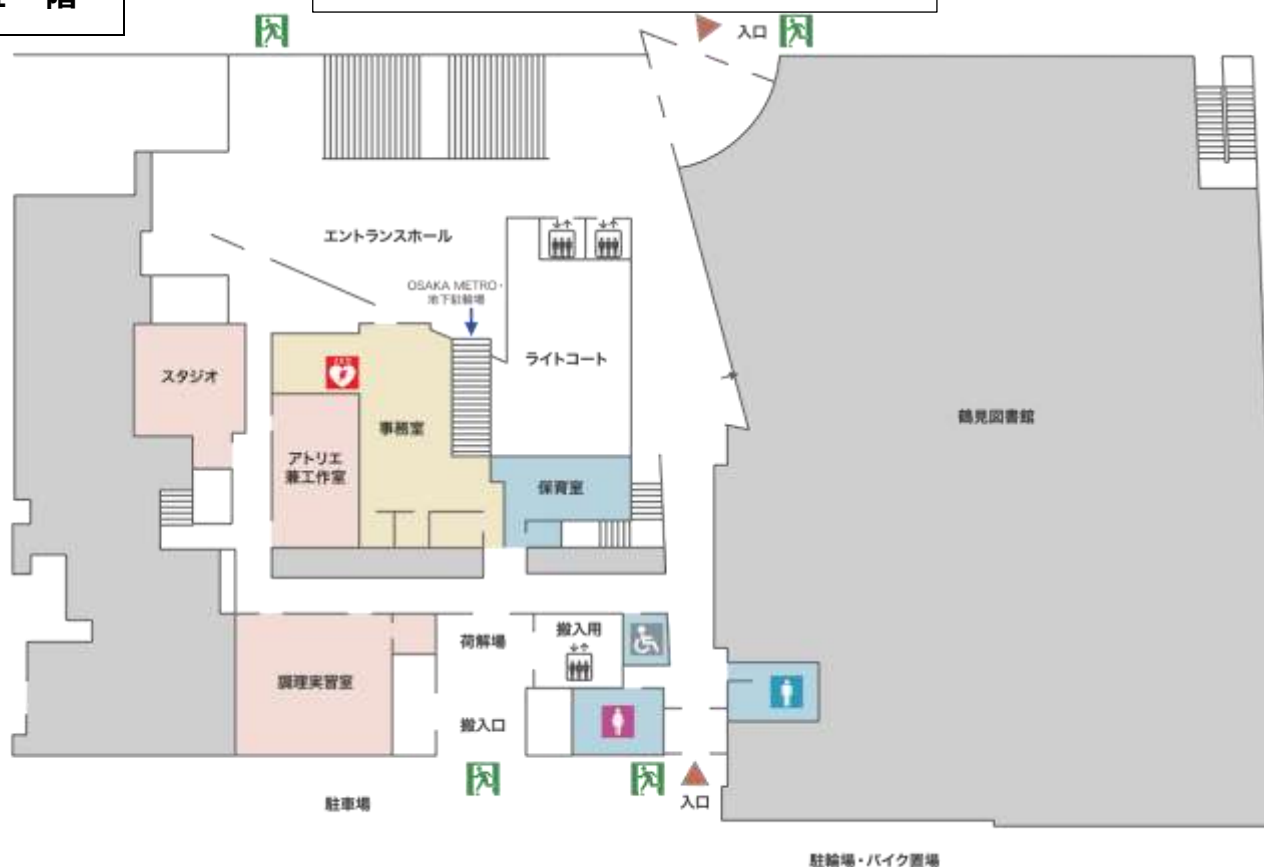 階
入口
エントランスホール
OSAKA METRO・
地下駐輪場
ライトコート
スタジオ
事務室
鶴見図書館
アトリエ
兼工作室
保育室
荷解場
搬入用
調理実習室
搬入口
駐車場
入口
駐輪場・バイク置場